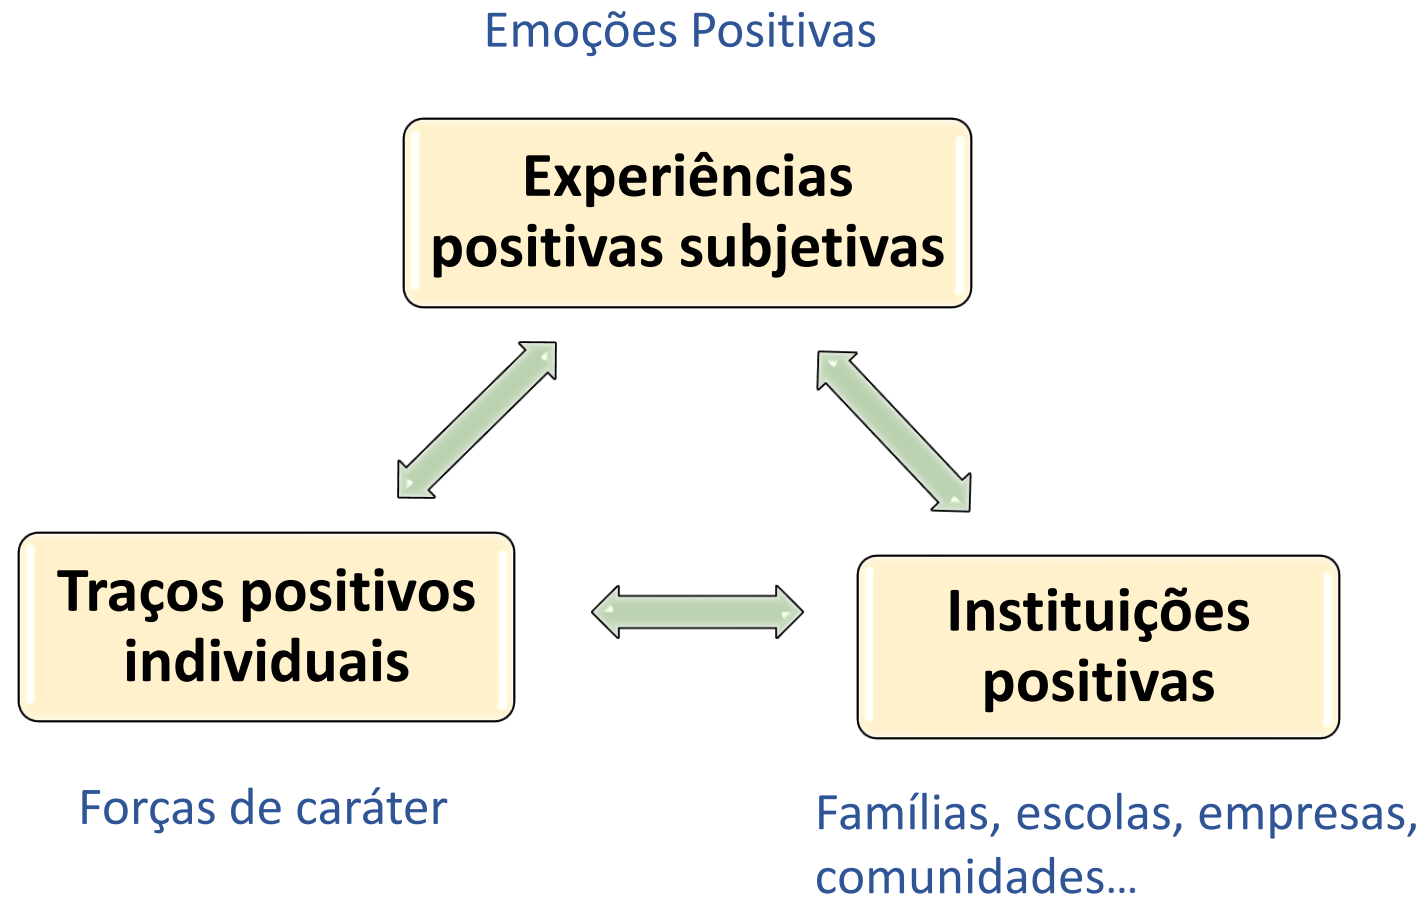 Emoções Positivas
Experiências
positivas subjetivas
Traços positivos
individuais
Instituições
positivas
Forças de caráter
Famílias, escolas, empresas,
comunidades...